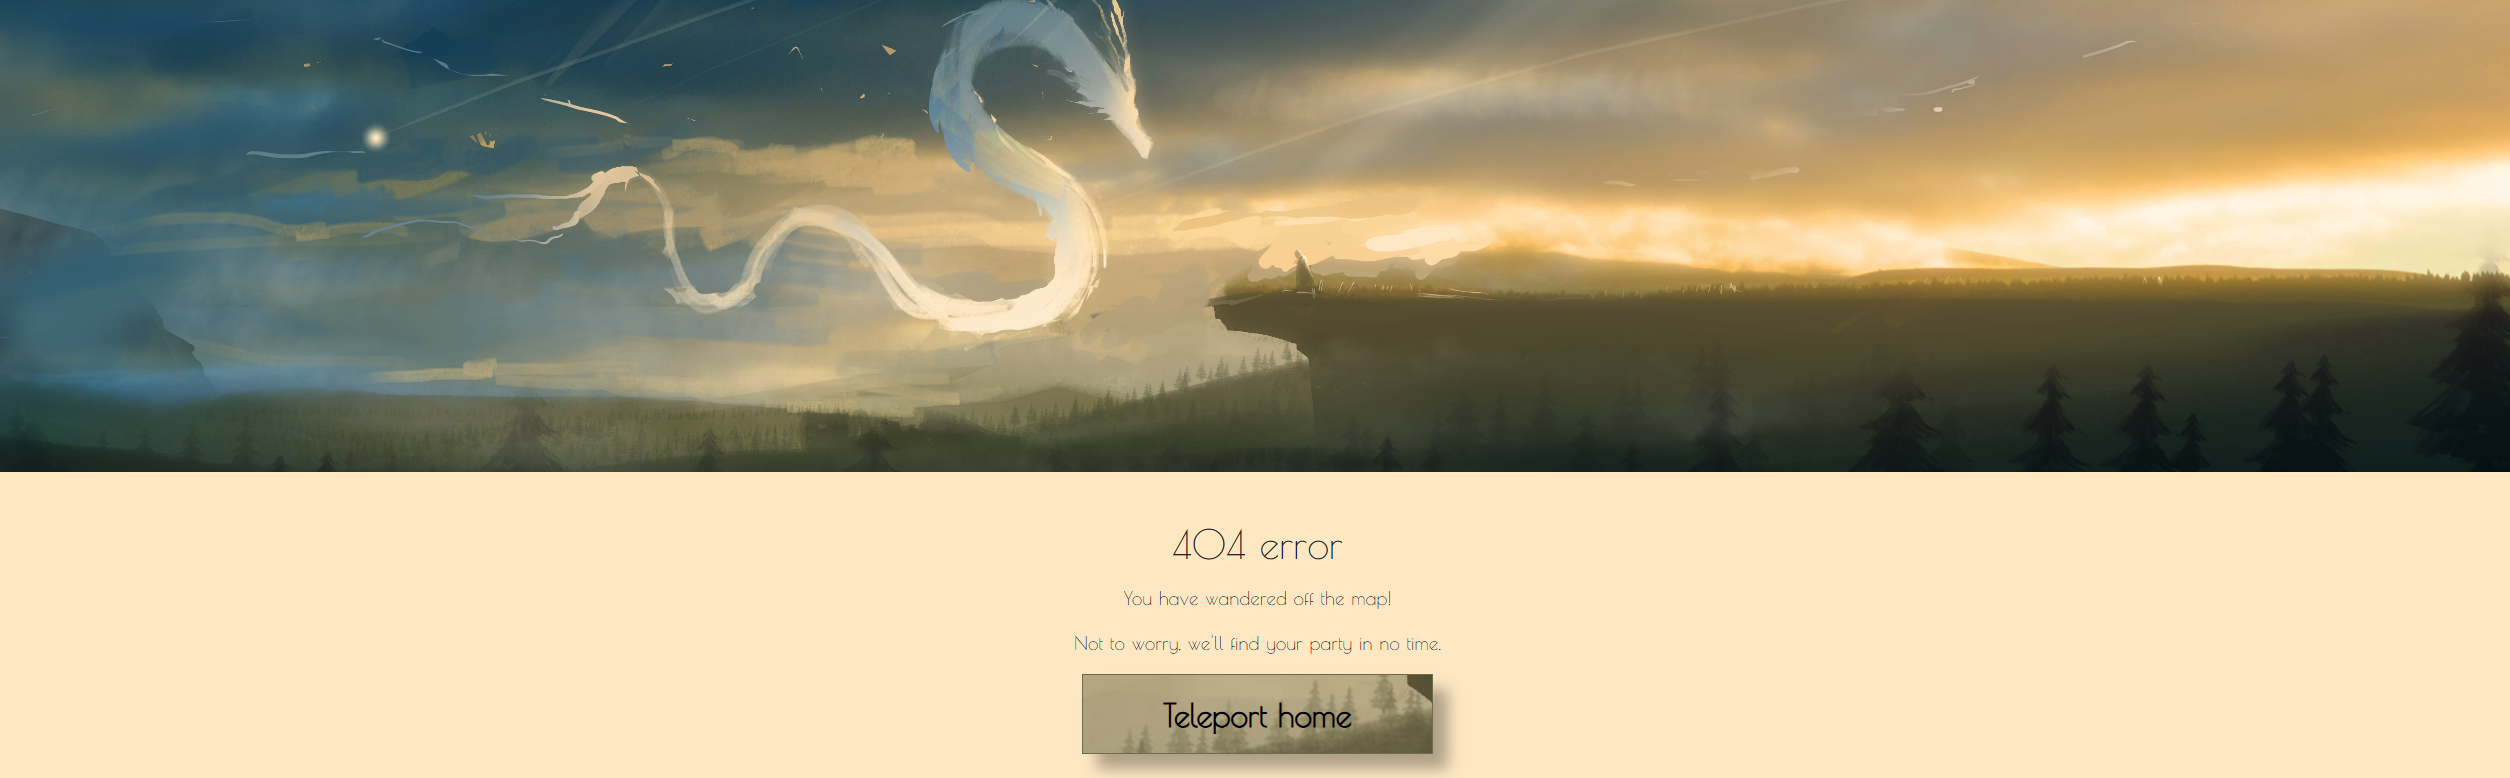 404 error
You have wandered off the map!
Not to worry, we'll find your party in no time.
Teleport home